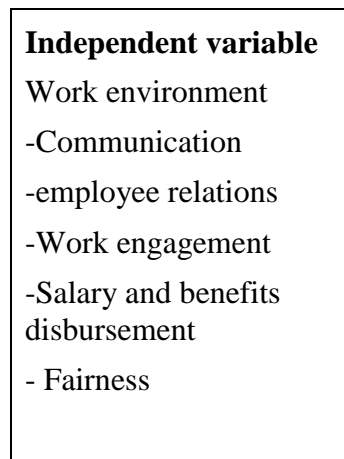 Independent variable
Work environment
-Communication
-employee relations
-Work engagement
-Salary and benefits
disbursement
- Fairness